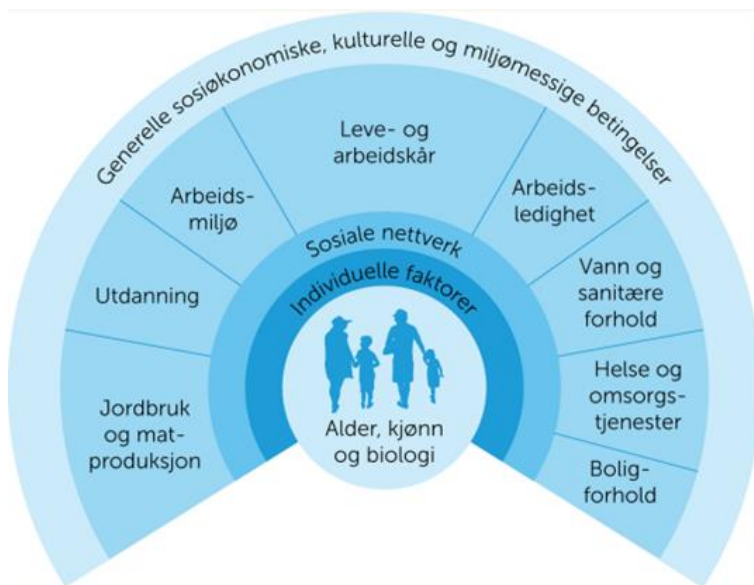 Generelle sosiøkonomiske, kulturelle og miljømessige betingelser
Leve- og
arbeidskår
Arbeids-
miljø
Arbeids-
ledighet
Utdanning
Vann og
sanitære
forhold
Jordbruk
og mat-
produksjon
Helse og
omsorgs-
tjenester
Bolig-
forhold
Sosiale nettverk
Individuelle faktorer
Alder, kjønn
og biologi